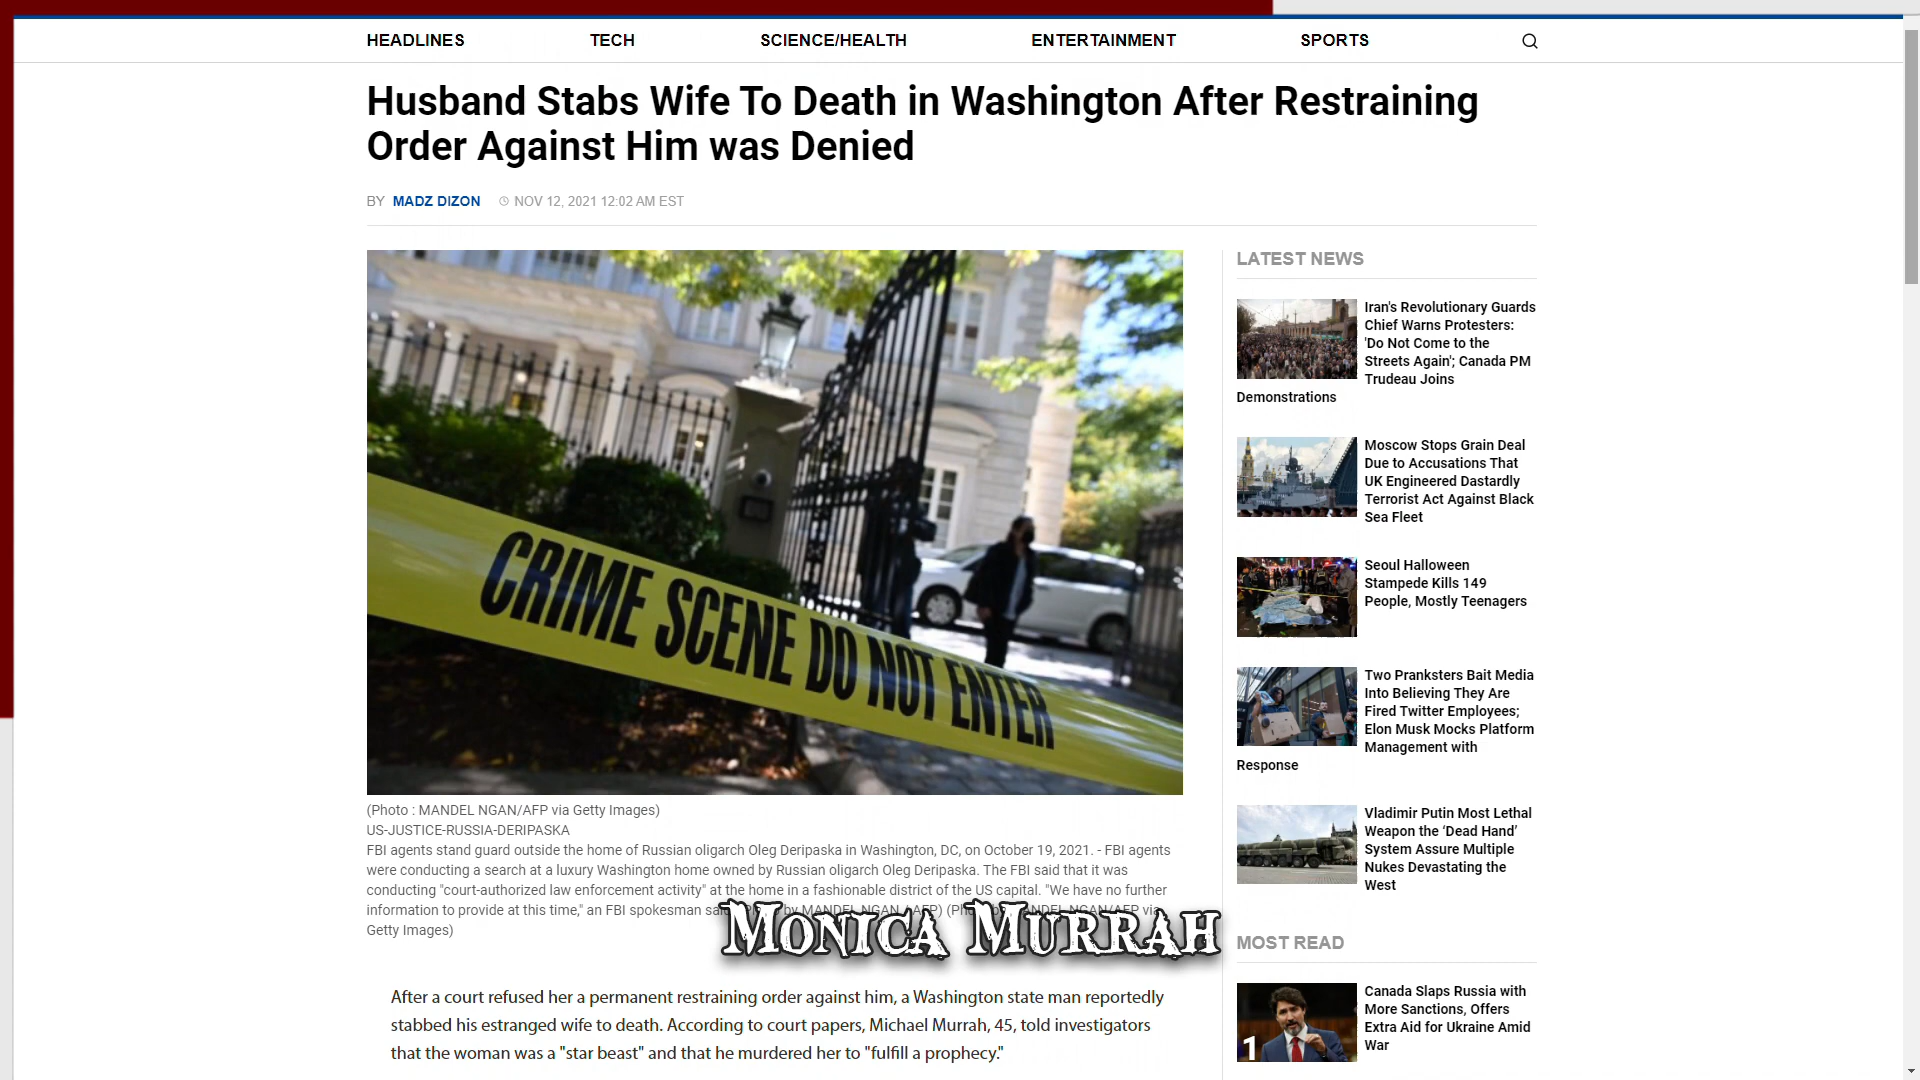 HEADLINES TECH SCIENCE/HEALTH ENTERTAINMENT SPORTS
Husband Stabs Wife To Death in Washington After Restraining
Order Against Him was Denied
BY MADZ DIZON NOV 12, 2021 12:02 AM EST
CRIME SCENE DO NOT ENTER
(Photo : MANDEL NGAN/AFP via Getty Images)
US-JUSTICE-RUSSIA-DERIPASKA
FBI agents stand guard outside the home of Russian oligarch Oleg Deripaska in Washington, DC, on October 19, 2021. - FBI agents
were conducting a search at a luxury Washington home owned by Russian oligarch Oleg Deripaska. The FBI said that it was
conducting "court-authorized law enforcement activity" at the home in a fashionable district of the US capital. "We have no further
information to provide at this time," an FBI spokesman by MANDEL NGAN / AFP) MANDEL NGAN/AFP via
Getty Images)
Monica Murrah
After a court refused her a permanent restraining order against him, a Washington state man reportedly
stabbed his estranged wife to death. According to court papers, Michael Murrah, 45, told investigators
that the woman was a "star beast" and that he murdered her to "fulfill a prophecy."
LATEST NEWS
Iran's Revolutionary Guards
Chief Warns Protesters:
'Do Not Come to the
Streets Again'; Canada PM
Trudeau Joins
Demonstrations
Moscow Stops Grain Deal
Due to Accusations That
UK Engineered Dastardly
Terrorist Act Against Black
Sea Fleet
Seoul Halloween
Stampede Kills 149
People, Mostly Teenagers
Two Pranksters Bait Media
Into Believing They Are
Fired Twitter Employees;
Elon Musk Mocks Platform
Management with
Response
Vladimir Putin Most Lethal
Weapon the ‘Dead Hand’
System Assure Multiple
Nukes Devastating the
West
MOST READ
1
Canada Slaps Russia with
More Sanctions, Offers
Extra Aid for Ukraine Amid
War